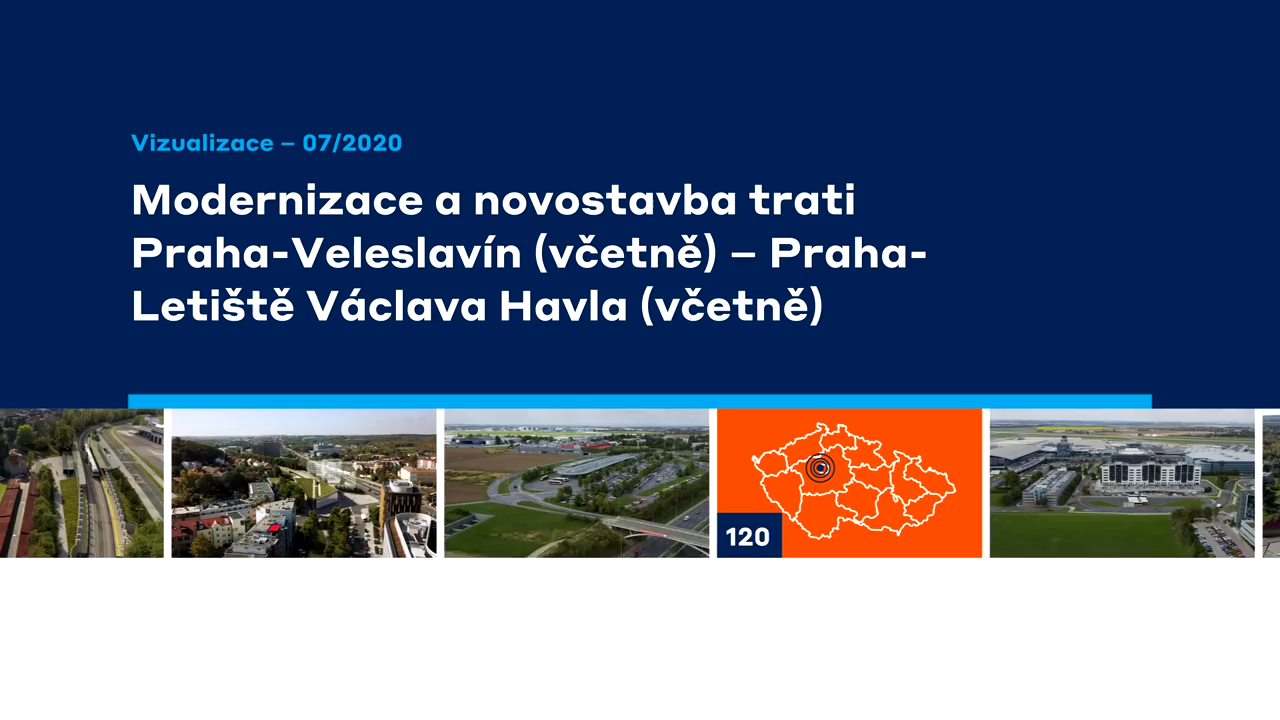 Vizualizace – 07/2020
Modernizace a novostavba trati
Praha-Veleslavín (včetně) – Praha-
Letiště Václava Havla (včetně)
120